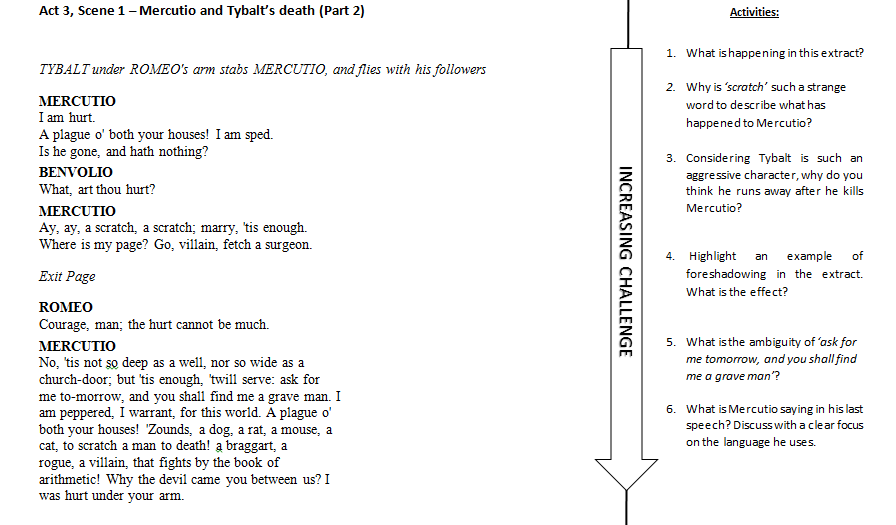 Act 3, Scene 1 – Mercutio and Tybalt's death (Part 2)
TYBALT under ROMEO's arm stabs MERCUTIO, and flies with his followers
MERCUTIO
I am hurt.
A plague o' both your houses! I am sped.
Is he gone, and hath nothing?
BENVOLIO
What, art thou hurt?
MERCUTIO
Ay, ay, a scratch, a scratch; marry, 'tis enough.
Where is my page? Go, villain, fetch a surgeon.
Exit Page
ROMEO
Courage, man; the hurt cannot be much.
MERCUTIO
No, 'tis not so deep as a well, nor so wide as a
church-door; but 'tis enough, 'twill serve: ask for
me to-morrow, and you shall find me a grave man. I
am peppered, I warrant, for this world. A plague o'
both your houses! 'Zounds, a dog, a rat, a mouse, a
cat, to scratch a man to death! a braggart, a
rogue, a villain, that fights by the book of
arithmetic! Why the devil came you between us? I
was hurt under your arm.
INCREASING CHALLENGE
Activities:
1. What is happening in this extract?
2. Why is 'scratch' such a strange
word to describe what has
happened to Mercutio?
3. Considering Tybalt is such an
aggressive character, why do you
think he runs away after he kills
Mercutio?
4. Highlight an example of
foreshadowing in the extract.
What is the effect?
5. What is the ambiguity of 'ask for
me tomorrow, and you shall find
me a grave man'?
6. What is Mercutio saying in his last
speech? Discuss with a clear focus
on the language he uses.